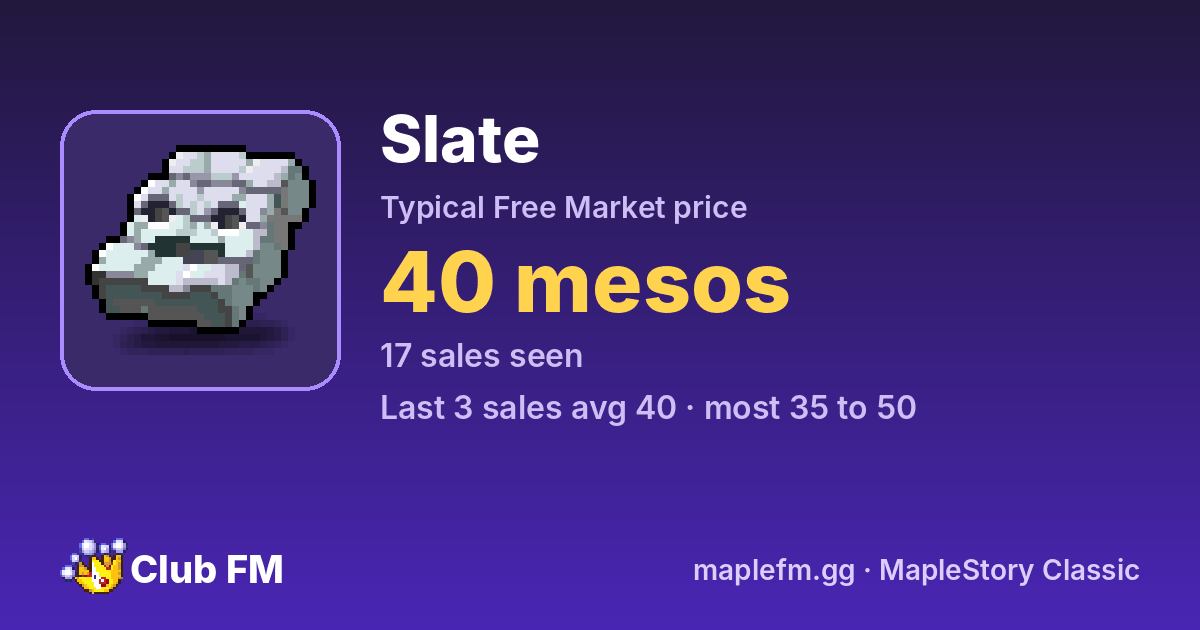 Slate
Typical Free Market price
40 mesos
17 sales seen
Last 3 sales avg 40 · most 35 to 50
Club FM
maplefm.gg · MapleStory Classic